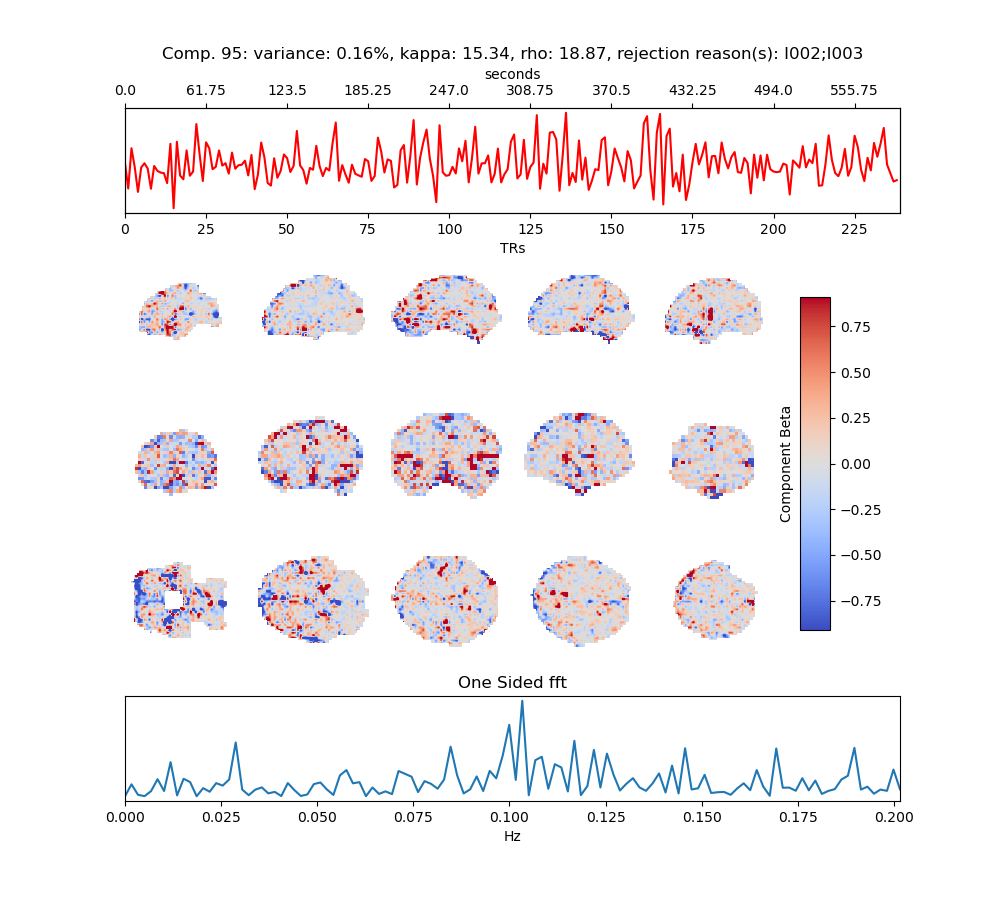 Comp. 95: variance: 0.16%, kappa: 15.34, rho: 18.87, rejection reason(s): I002;I003
seconds
0.0 61.75 123.5 185.25 247.0 308.75 370.5 432.25 494.0 555.75
0 25 50 75 100 125 150 175 200 225
TRs
Component Beta
0.75
0.50
0.25
0.00
−0.25
−0.50
−0.75
One Sided fft
0.000 0.025 0.050 0.075 0.100 0.125 0.150 0.175 0.200
Hz